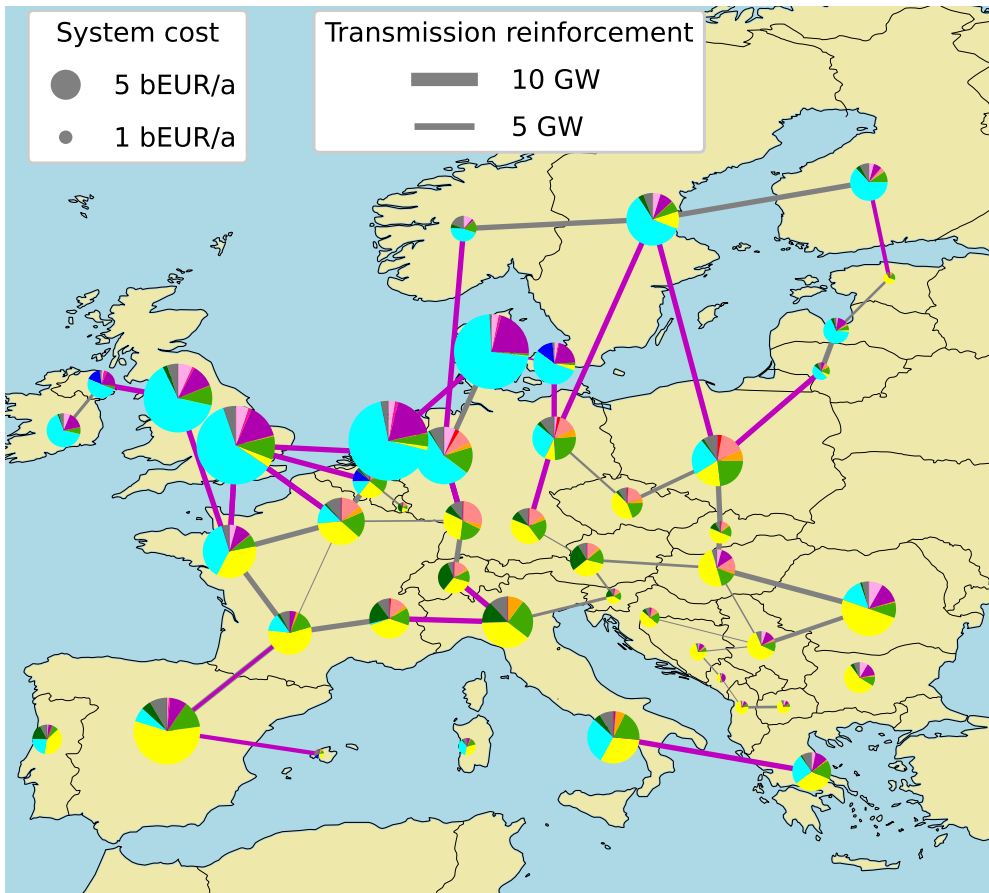 System cost
5 bEUR/a
1 bEUR/a
Transmission reinforcement
10 GW
5 GW